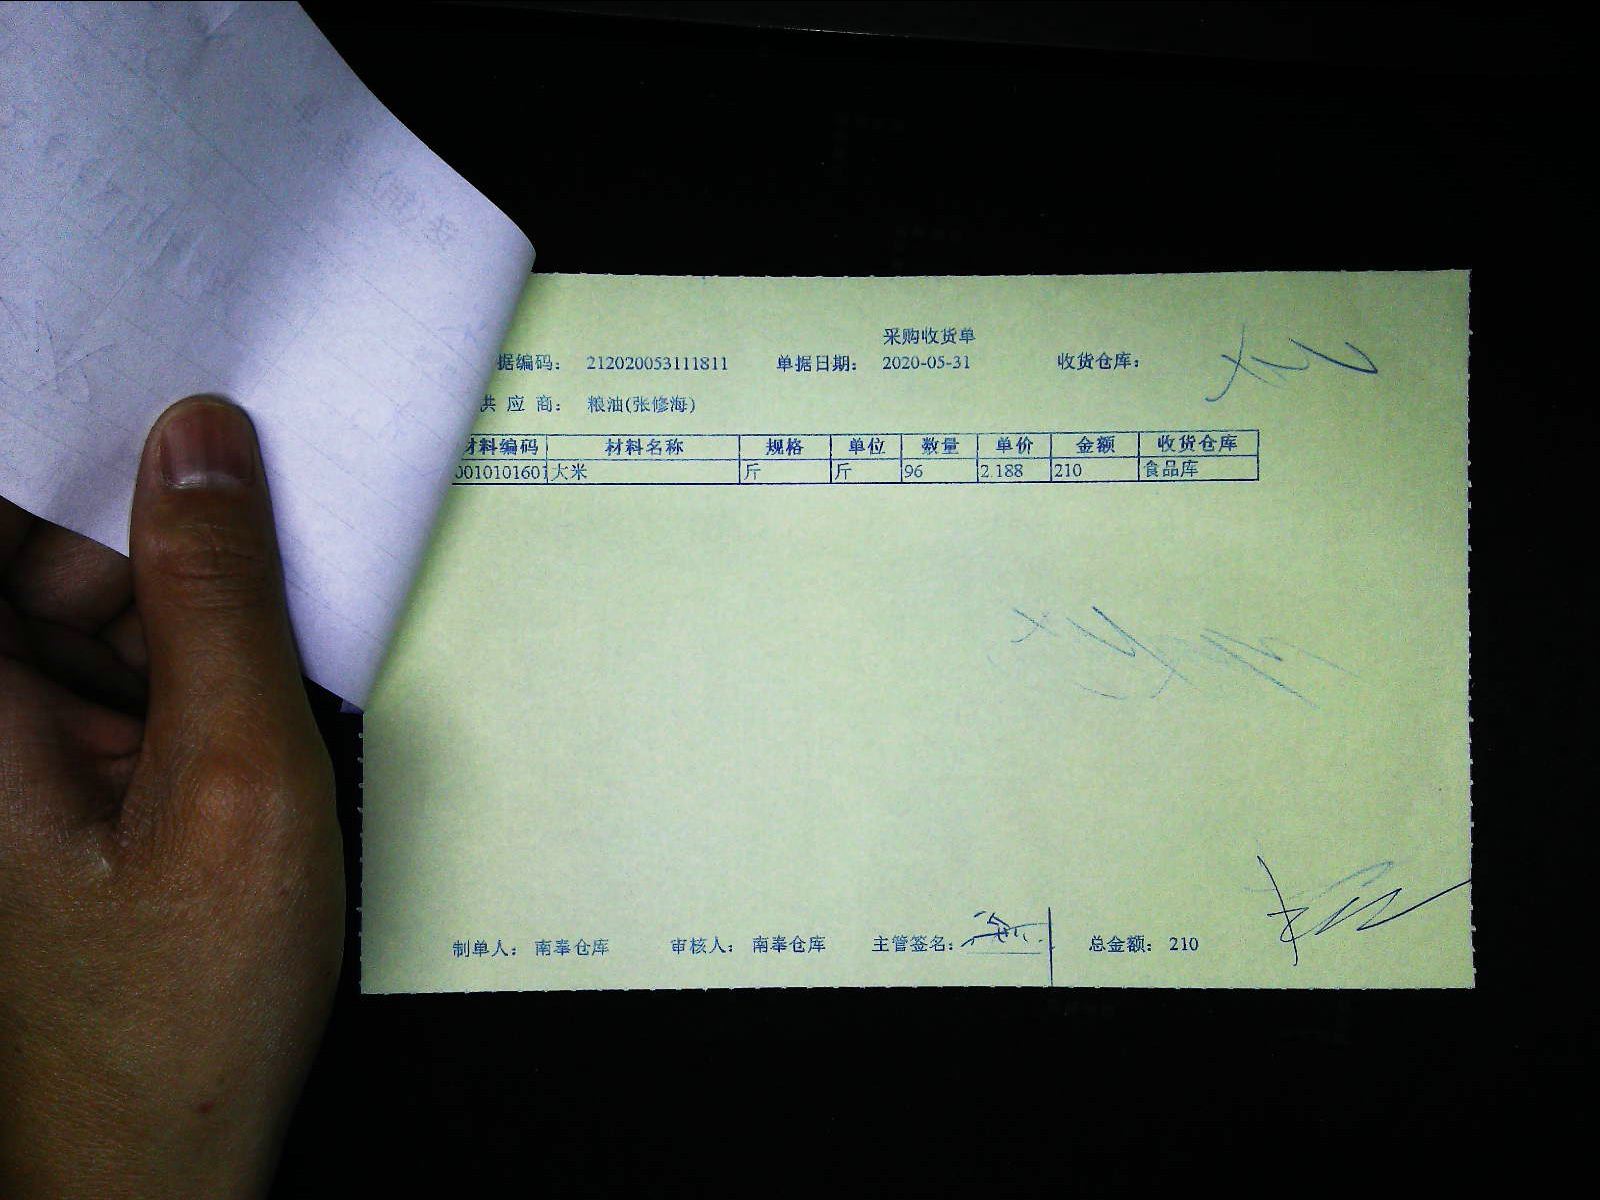 采购收货单
据编码： 212020053111811 单据日期： 2020-05-31 收货仓库：
供 应 商： 粮油(张修海)
材料编码 材料名称 规格 单位 数量 单价 金额 收货仓库
0010101601 大米 斤 斤 96 2.188 210 食品库
制单人： 南奉仓库 审核人： 南奉仓库 主管签名： 总金额： 210